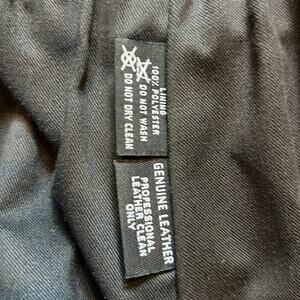 LINING
100% POLYESTER
DO NOT WASH
DO NOT DRY CLEAN
GENUINE LEATHER
PROFESSIONAL
LEATHER CLEAN
ONLY